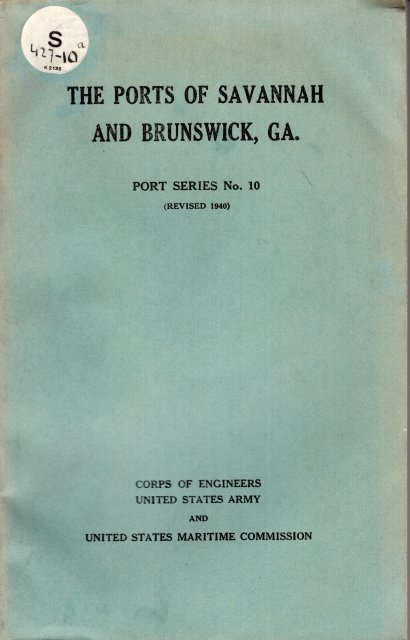 S
427-10 a
K 2135
THE PORTS OF SAVANNAH
AND BRUNSWICK, GA.
PORT SERIES No. 10
(REVISED 1940)
CORPS OF ENGINEERS
UNITED STATES ARMY
AND
UNITED STATES MARITIME COMMISSION